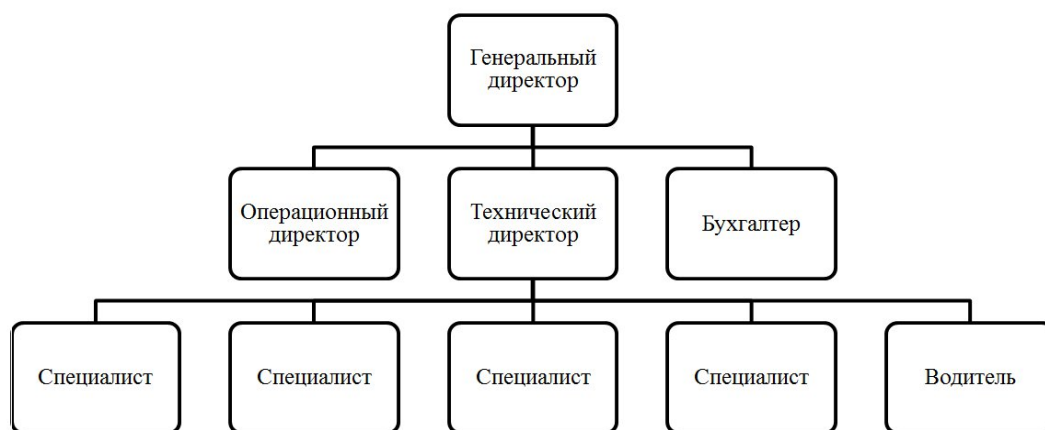 Генеральный
директор
Операционный
директор
Технический
директор
Бухгалтер
Специалист
Специалист
Специалист
Специалист
Водитель